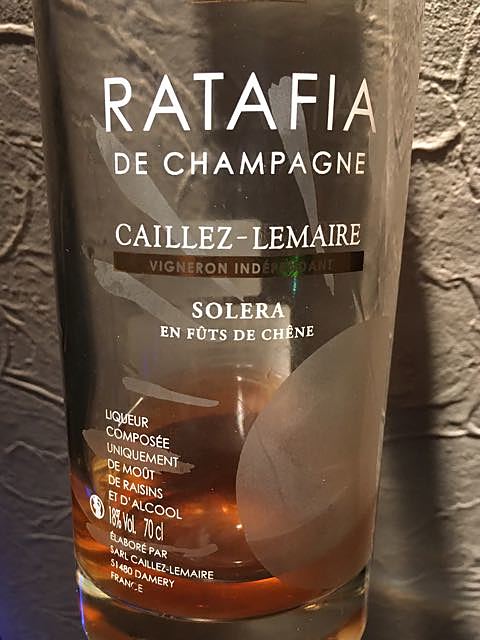 RATAFIA
DE CHAMPAGNE
CAILLEZ-LEMAIRE
VIGNERON INDÉPENDANT
SOLERA
EN FÛTS DE CHÊNE
LIQUEUR
COMPOSÉE
UNIQUEMENT
DE MOÛT
DE RAISINS
ET D'ALCOOL
18% Vol. 70 cl
ÉLABORÉ PAR
SARL CAILLEZ-LEMAIRE
51480 DAMERY
FRANCE